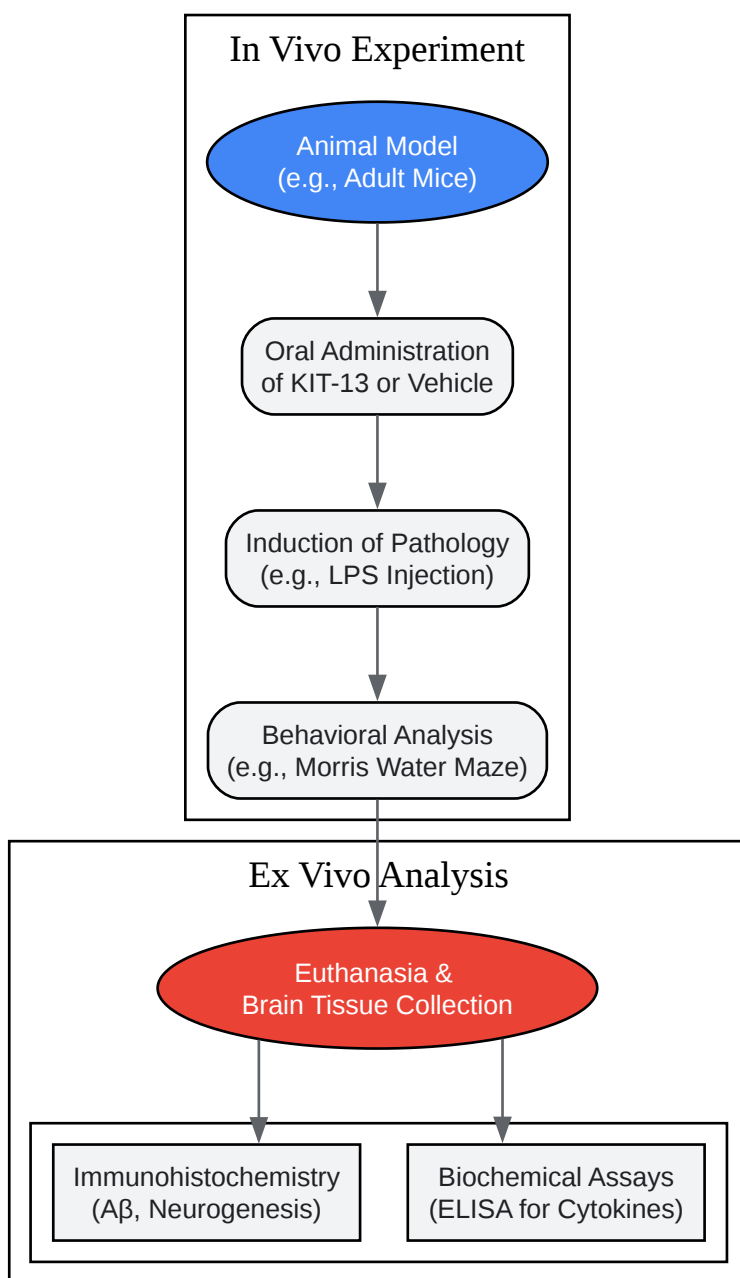 In Vivo Experiment
Animal Model
(e.g., Adult Mice)
Oral Administration
of KIT-13 or Vehicle
Induction of Pathology
(e.g., LPS Injection)
Behavioral Analysis
(e.g., Morris Water Maze)
Ex Vivo Analysis
Euthanasia &
Brain Tissue Collection
Immunohistochemistry
(Aβ, Neurogenesis)
Biochemical Assays
(ELISA for Cytokines)